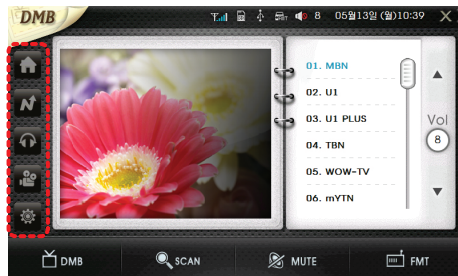 DMB
8 05월13일 (월)10:39
01. MBN
02. U1
03. U1 PLUS
04. TBN
05. WOW-TV
06. mYTN
Vol
8
DMB SCAN MUTE FMT